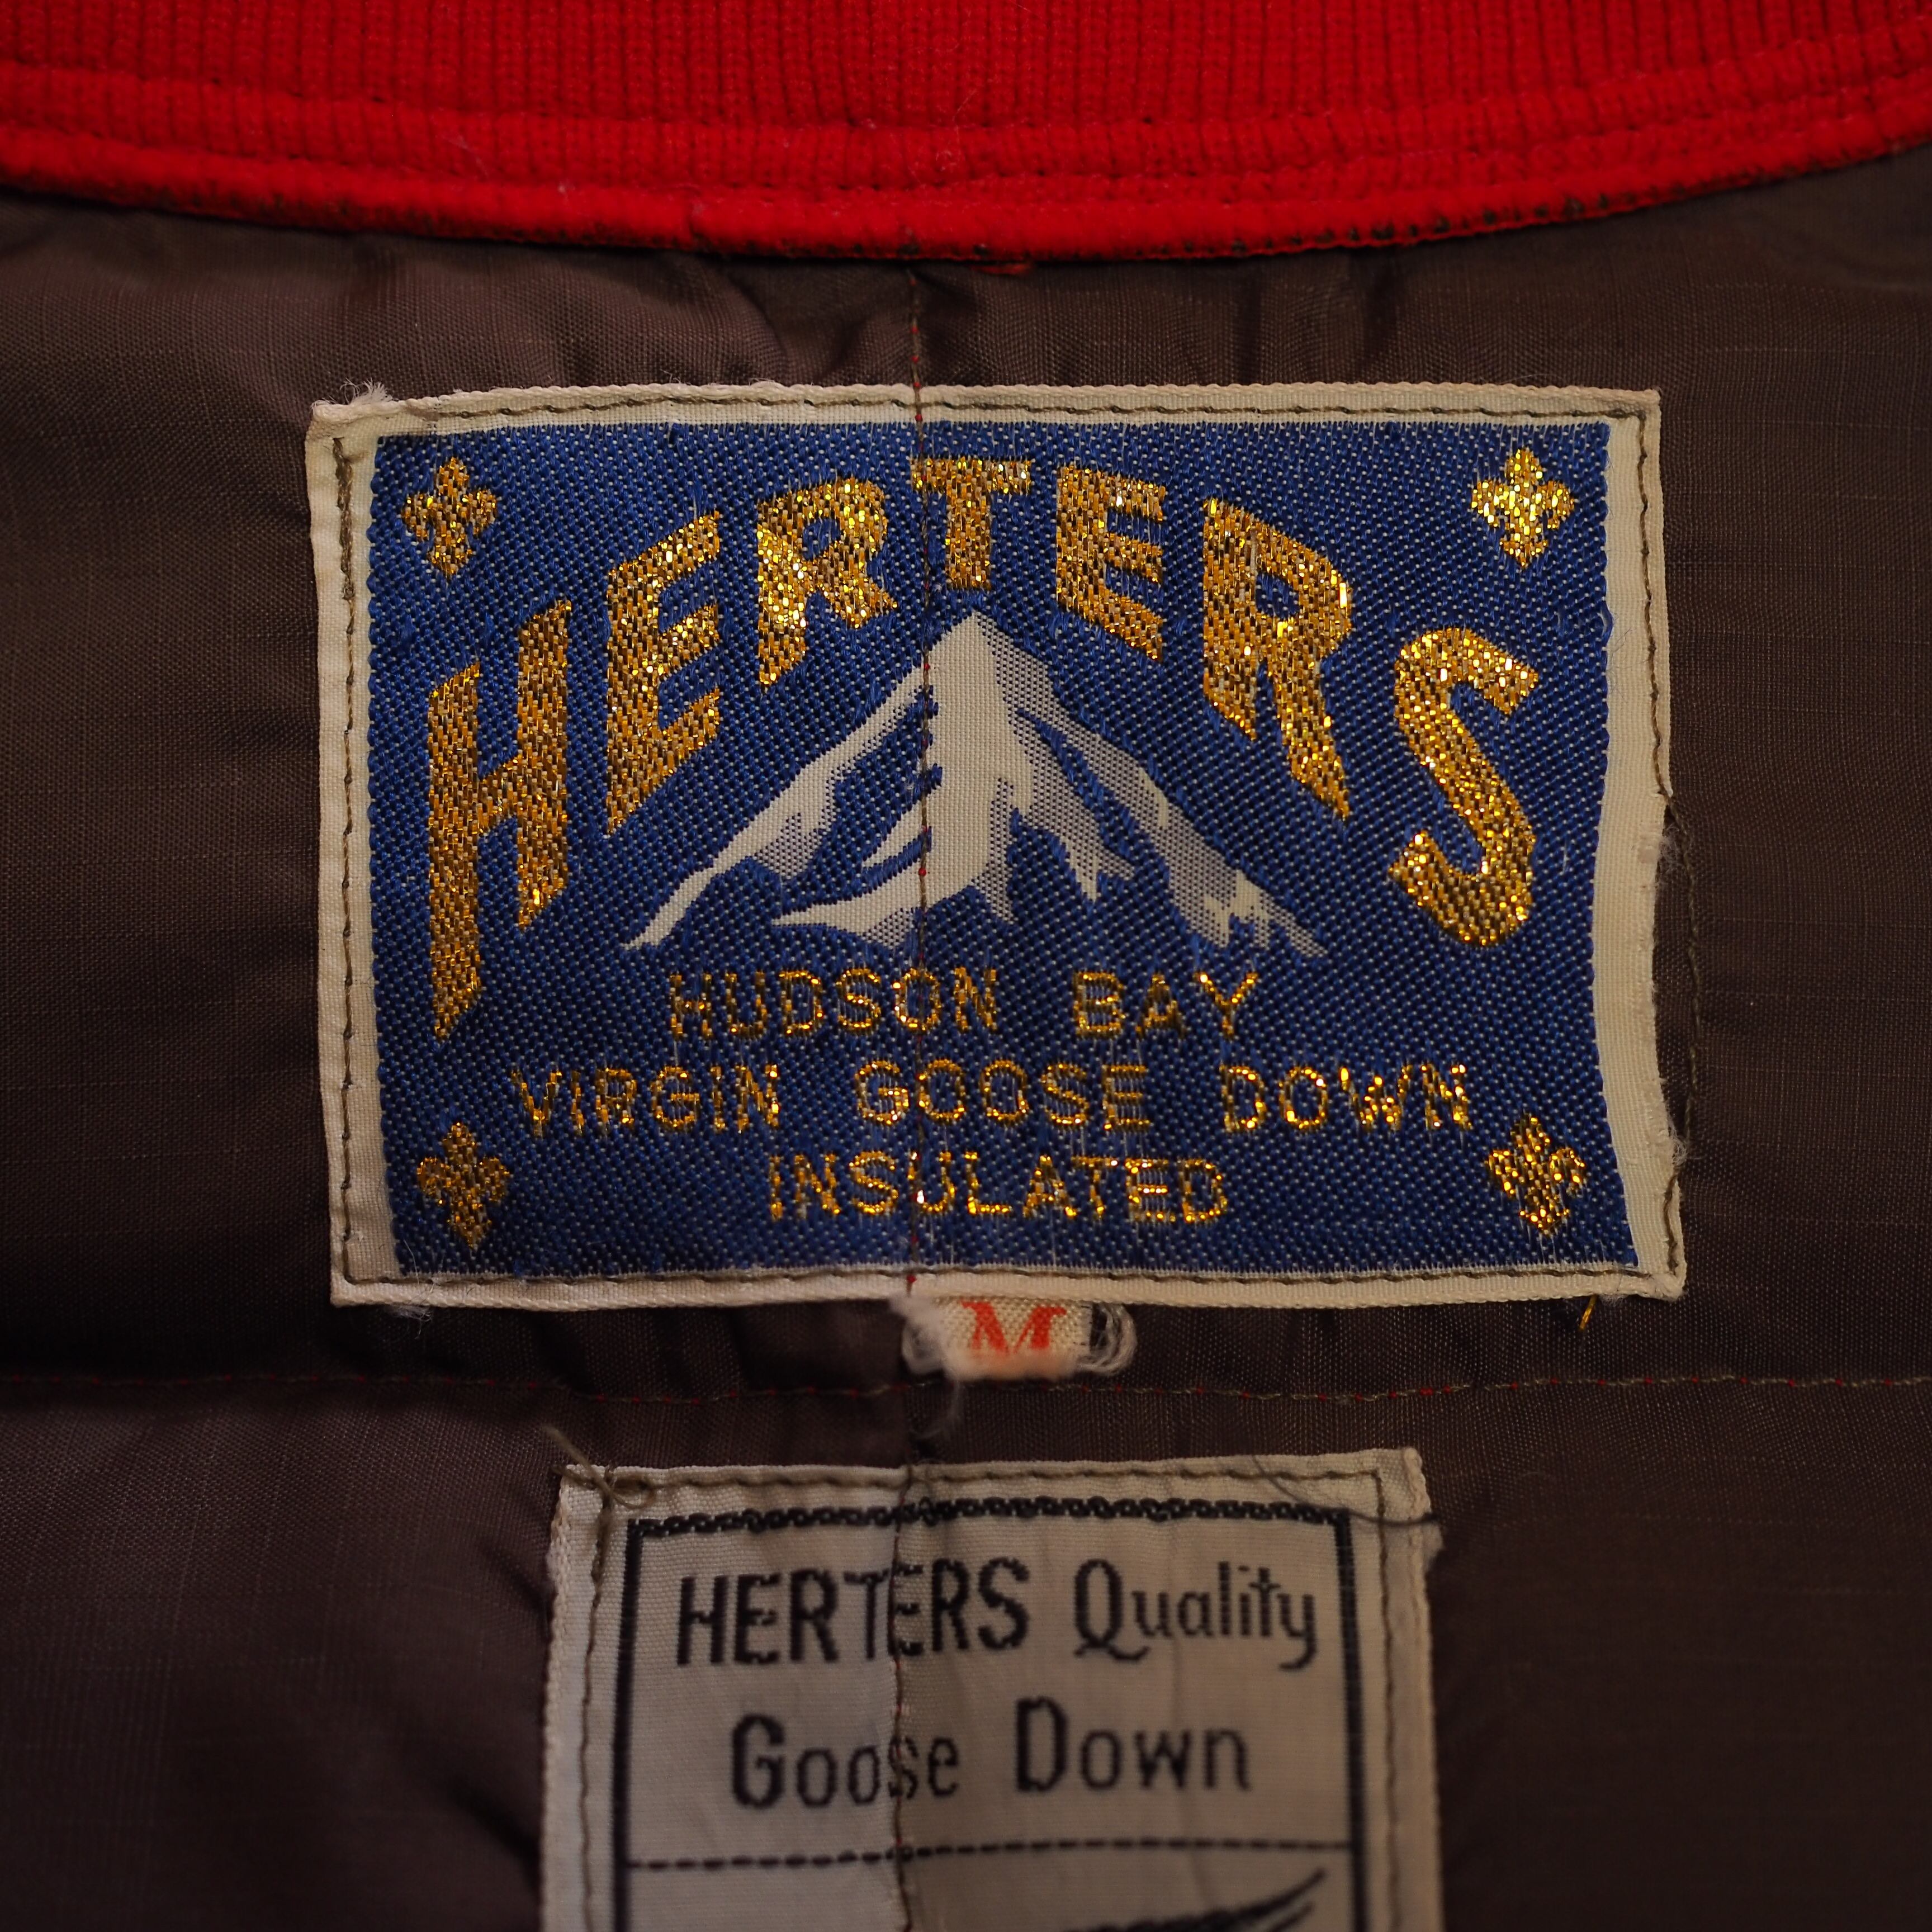 HERTERS
HUDSON BAY
VIRGIN GOOSE DOWN
INSULATED
M
HERTERS Quality
Goose Down